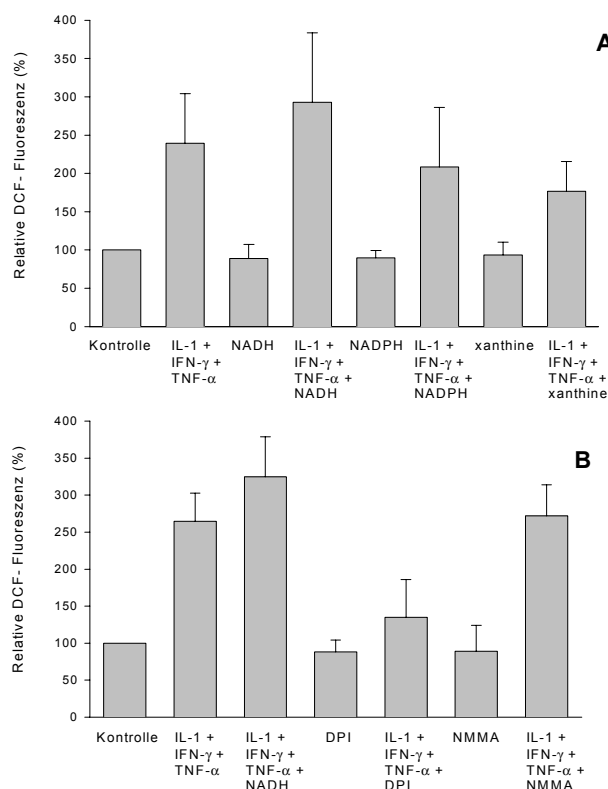 A
Relative DCF- Fluoreszenz (%)
400
350
300
250
200
150
100
50
0
Kontrolle
IL-1 +
IFN-γ +
TNF-α
NADH
IL-1 +
IFN-γ +
TNF-α +
NADH
NADPH
IL-1 +
IFN-γ +
TNF-α +
NADPH
xanthine
IL-1 +
IFN-γ +
TNF-α +
xanthine
B
Relative DCF- Fluoreszenz (%)
400
350
300
250
200
150
100
50
0
Kontrolle
IL-1 +
IFN-γ +
TNF-α
IL-1 +
IFN-γ +
TNF-α +
NADH
DPI
IL-1 +
IFN-γ +
TNF-α +
DPI
NMMA
IL-1 +
IFN-γ +
TNF-α +
NMMA